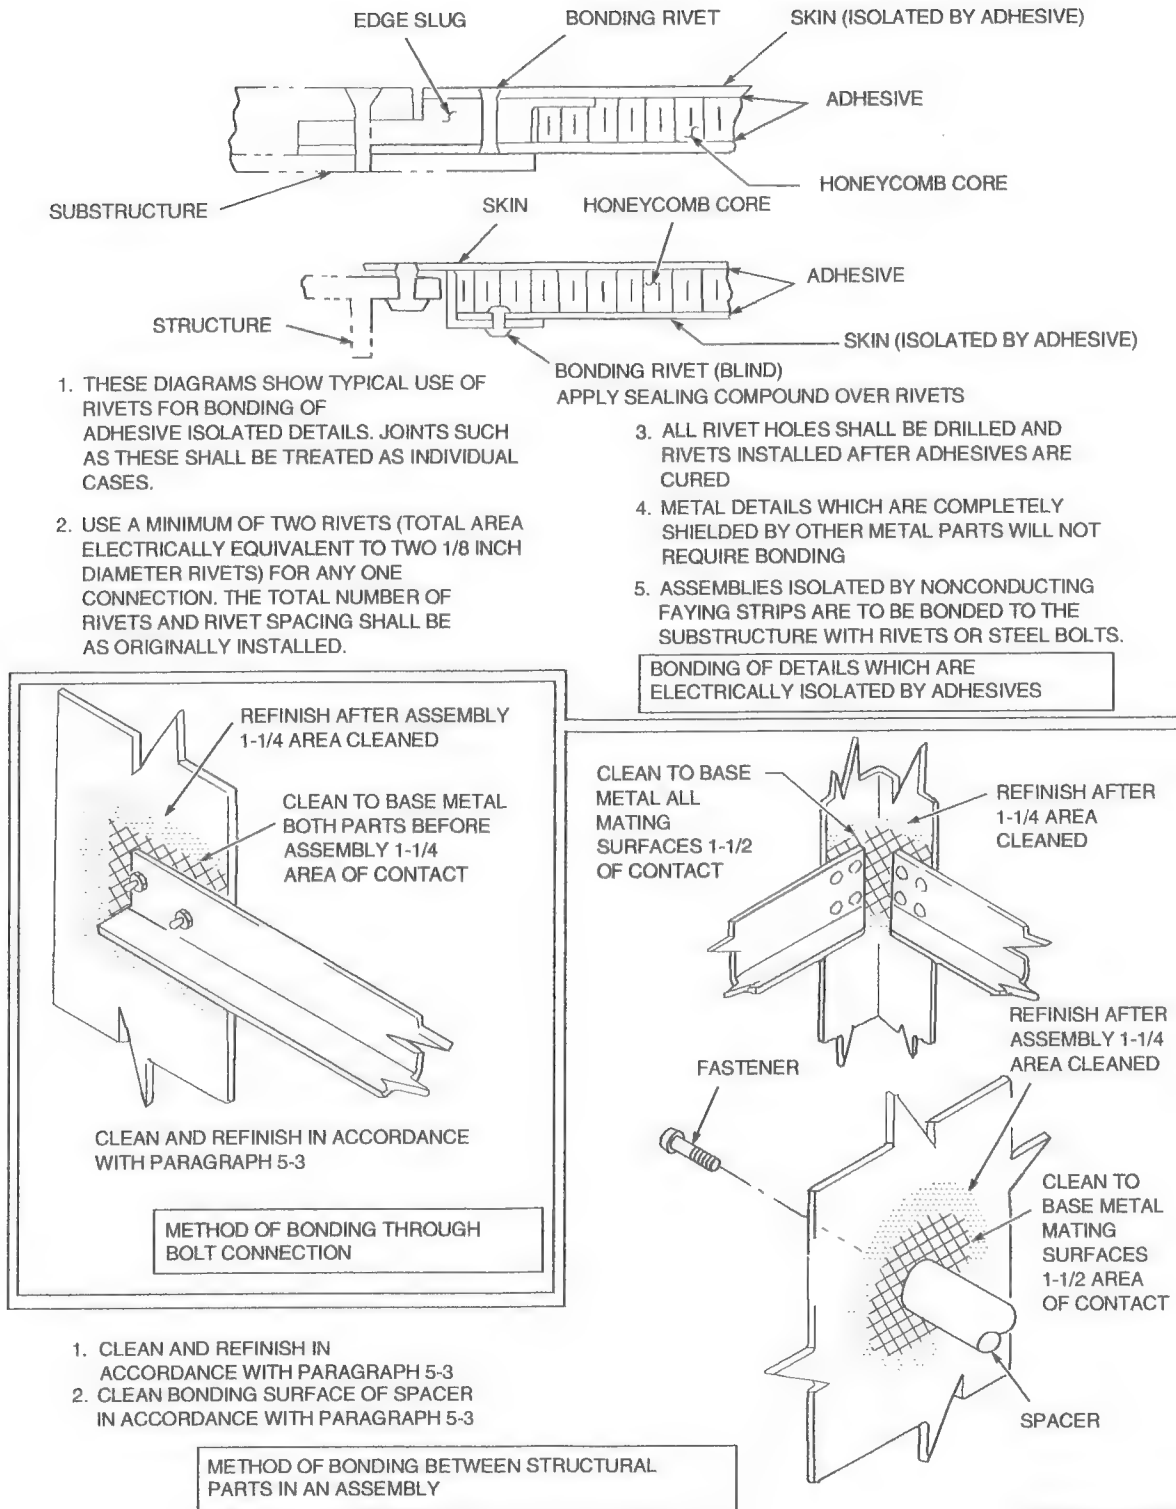 EDGE SLUG
BONDING RIVET
SKIN (ISOLATED BY ADHESIVE)
ADHESIVE
HONEYCOMB CORE
SUBSTRUCTURE
SKIN
HONEYCOMB CORE
ADHESIVE
STRUCTURE
SKIN (ISOLATED BY ADHESIVE)
BONDING RIVET (BLIND)
APPLY SEALING COMPOUND OVER RIVETS
1. THESE DIAGRAMS SHOW TYPICAL USE OF
RIVETS FOR BONDING OF
ADHESIVE ISOLATED DETAILS. JOINTS SUCH
AS THESE SHALL BE TREATED AS INDIVIDUAL
CASES.
2. USE A MINIMUM OF TWO RIVETS (TOTAL AREA
ELECTRICALLY EQUIVALENT TO TWO 1/8 INCH
DIAMETER RIVETS) FOR ANY ONE
CONNECTION. THE TOTAL NUMBER OF
RIVETS AND RIVET SPACING SHALL BE
AS ORIGINALLY INSTALLED.
3. ALL RIVET HOLES SHALL BE DRILLED AND
RIVETS INSTALLED AFTER ADHESIVES ARE
CURED
4. METAL DETAILS WHICH ARE COMPLETELY
SHIELDED BY OTHER METAL PARTS WILL NOT
REQUIRE BONDING
5. ASSEMBLIES ISOLATED BY NONCONDUCTING
FAYING STRIPS ARE TO BE BONDED TO THE
SUBSTRUCTURE WITH RIVETS OR STEEL BOLTS.
BONDING OF DETAILS WHICH ARE
ELECTRICALLY ISOLATED BY ADHESIVES
REFINISH AFTER ASSEMBLY
1-1/4 AREA CLEANED
CLEAN TO BASE METAL
BOTH PARTS BEFORE
ASSEMBLY 1-1/4
AREA OF CONTACT
CLEAN AND REFINISH IN ACCORDANCE
WITH PARAGRAPH 5-3
METHOD OF BONDING THROUGH
BOLT CONNECTION
CLEAN TO BASE
METAL ALL
MATING
SURFACES 1-1/2
OF CONTACT
REFINISH AFTER
1-1/4 AREA
CLEANED
REFINISH AFTER
ASSEMBLY 1-1/4
AREA CLEANED
FASTENER
CLEAN TO
BASE METAL
MATING
SURFACES
1-1/2 AREA
OF CONTACT
SPACER
1. CLEAN AND REFINISH IN
ACCORDANCE WITH PARAGRAPH 5-3
2. CLEAN BONDING SURFACE OF SPACER
IN ACCORDANCE WITH PARAGRAPH 5-3
METHOD OF BONDING BETWEEN STRUCTURAL
PARTS IN AN ASSEMBLY